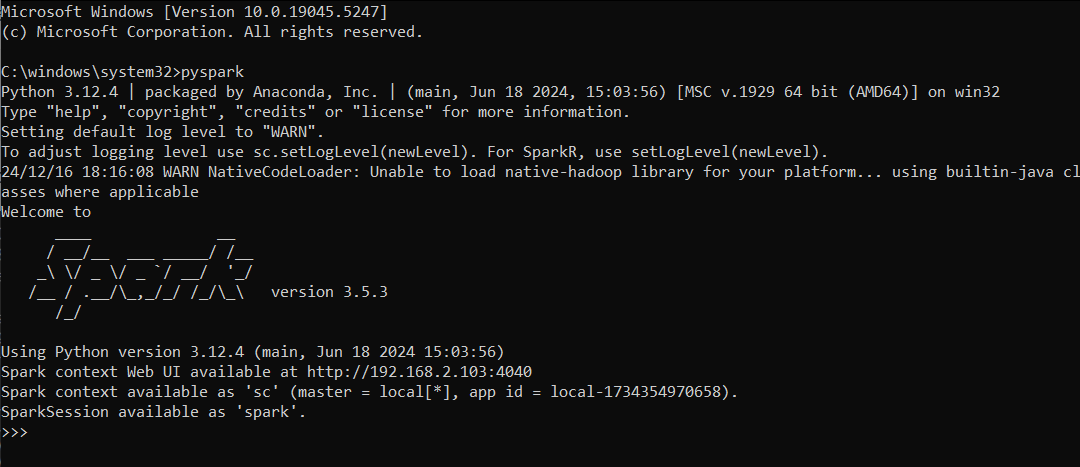 Microsoft Windows [Version 10.0.19045.5247]
(c) Microsoft Corporation. All rights reserved.
C:\windows\system32>pyspark
Python 3.12.4 | packaged by Anaconda, Inc. | (main, Jun 18 2024, 15:03:56) [MSC v.1929 64 bit (AMD64)] on win32
Type "help", "copyright", "credits" or "license" for more information.
Setting default log level to "WARN".
To adjust logging level use sc.setLogLevel(newLevel). For SparkR, use setLogLevel(newLevel).
24/12/16 18:16:08 WARN NativeCodeLoader: Unable to load native-hadoop library for your platform... using builtin-java cl
asses where applicable
Welcome to
      ____              __
     / __/__  ___ _____/ /__
    _\ \/ _ \/ _ `/ __/  '_/
   /__ / .__/\_,_/_/ /_/\_\   version 3.5.3
      /_/
Using Python version 3.12.4 (main, Jun 18 2024 15:03:56)
Spark context Web UI available at http://192.168.2.103:4040
Spark context available as 'sc' (master = local[*], app id = local-1734354970658).
SparkSession available as 'spark'.
>>>